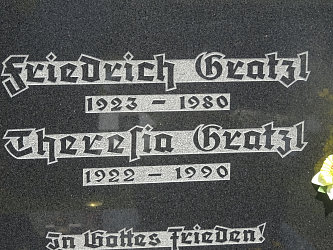 Friedrich Gratzl
1923 - 1980
Thereſia Gratzl
1922 - 1990
In Gottes Frieden!